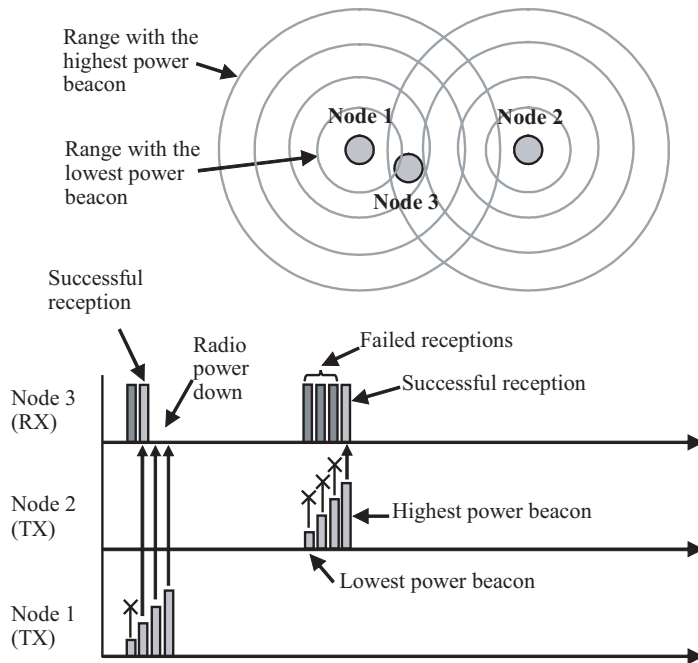 Range with the
highest power
beacon
Node 1
Node 2
Range with the
lowest power
beacon
Node 3
Successful
reception
Radio
power
down
Failed receptions
Successful reception
Node 3
(RX)
Node 2
(TX)
Highest power beacon
Lowest power beacon
Node 1
(TX)